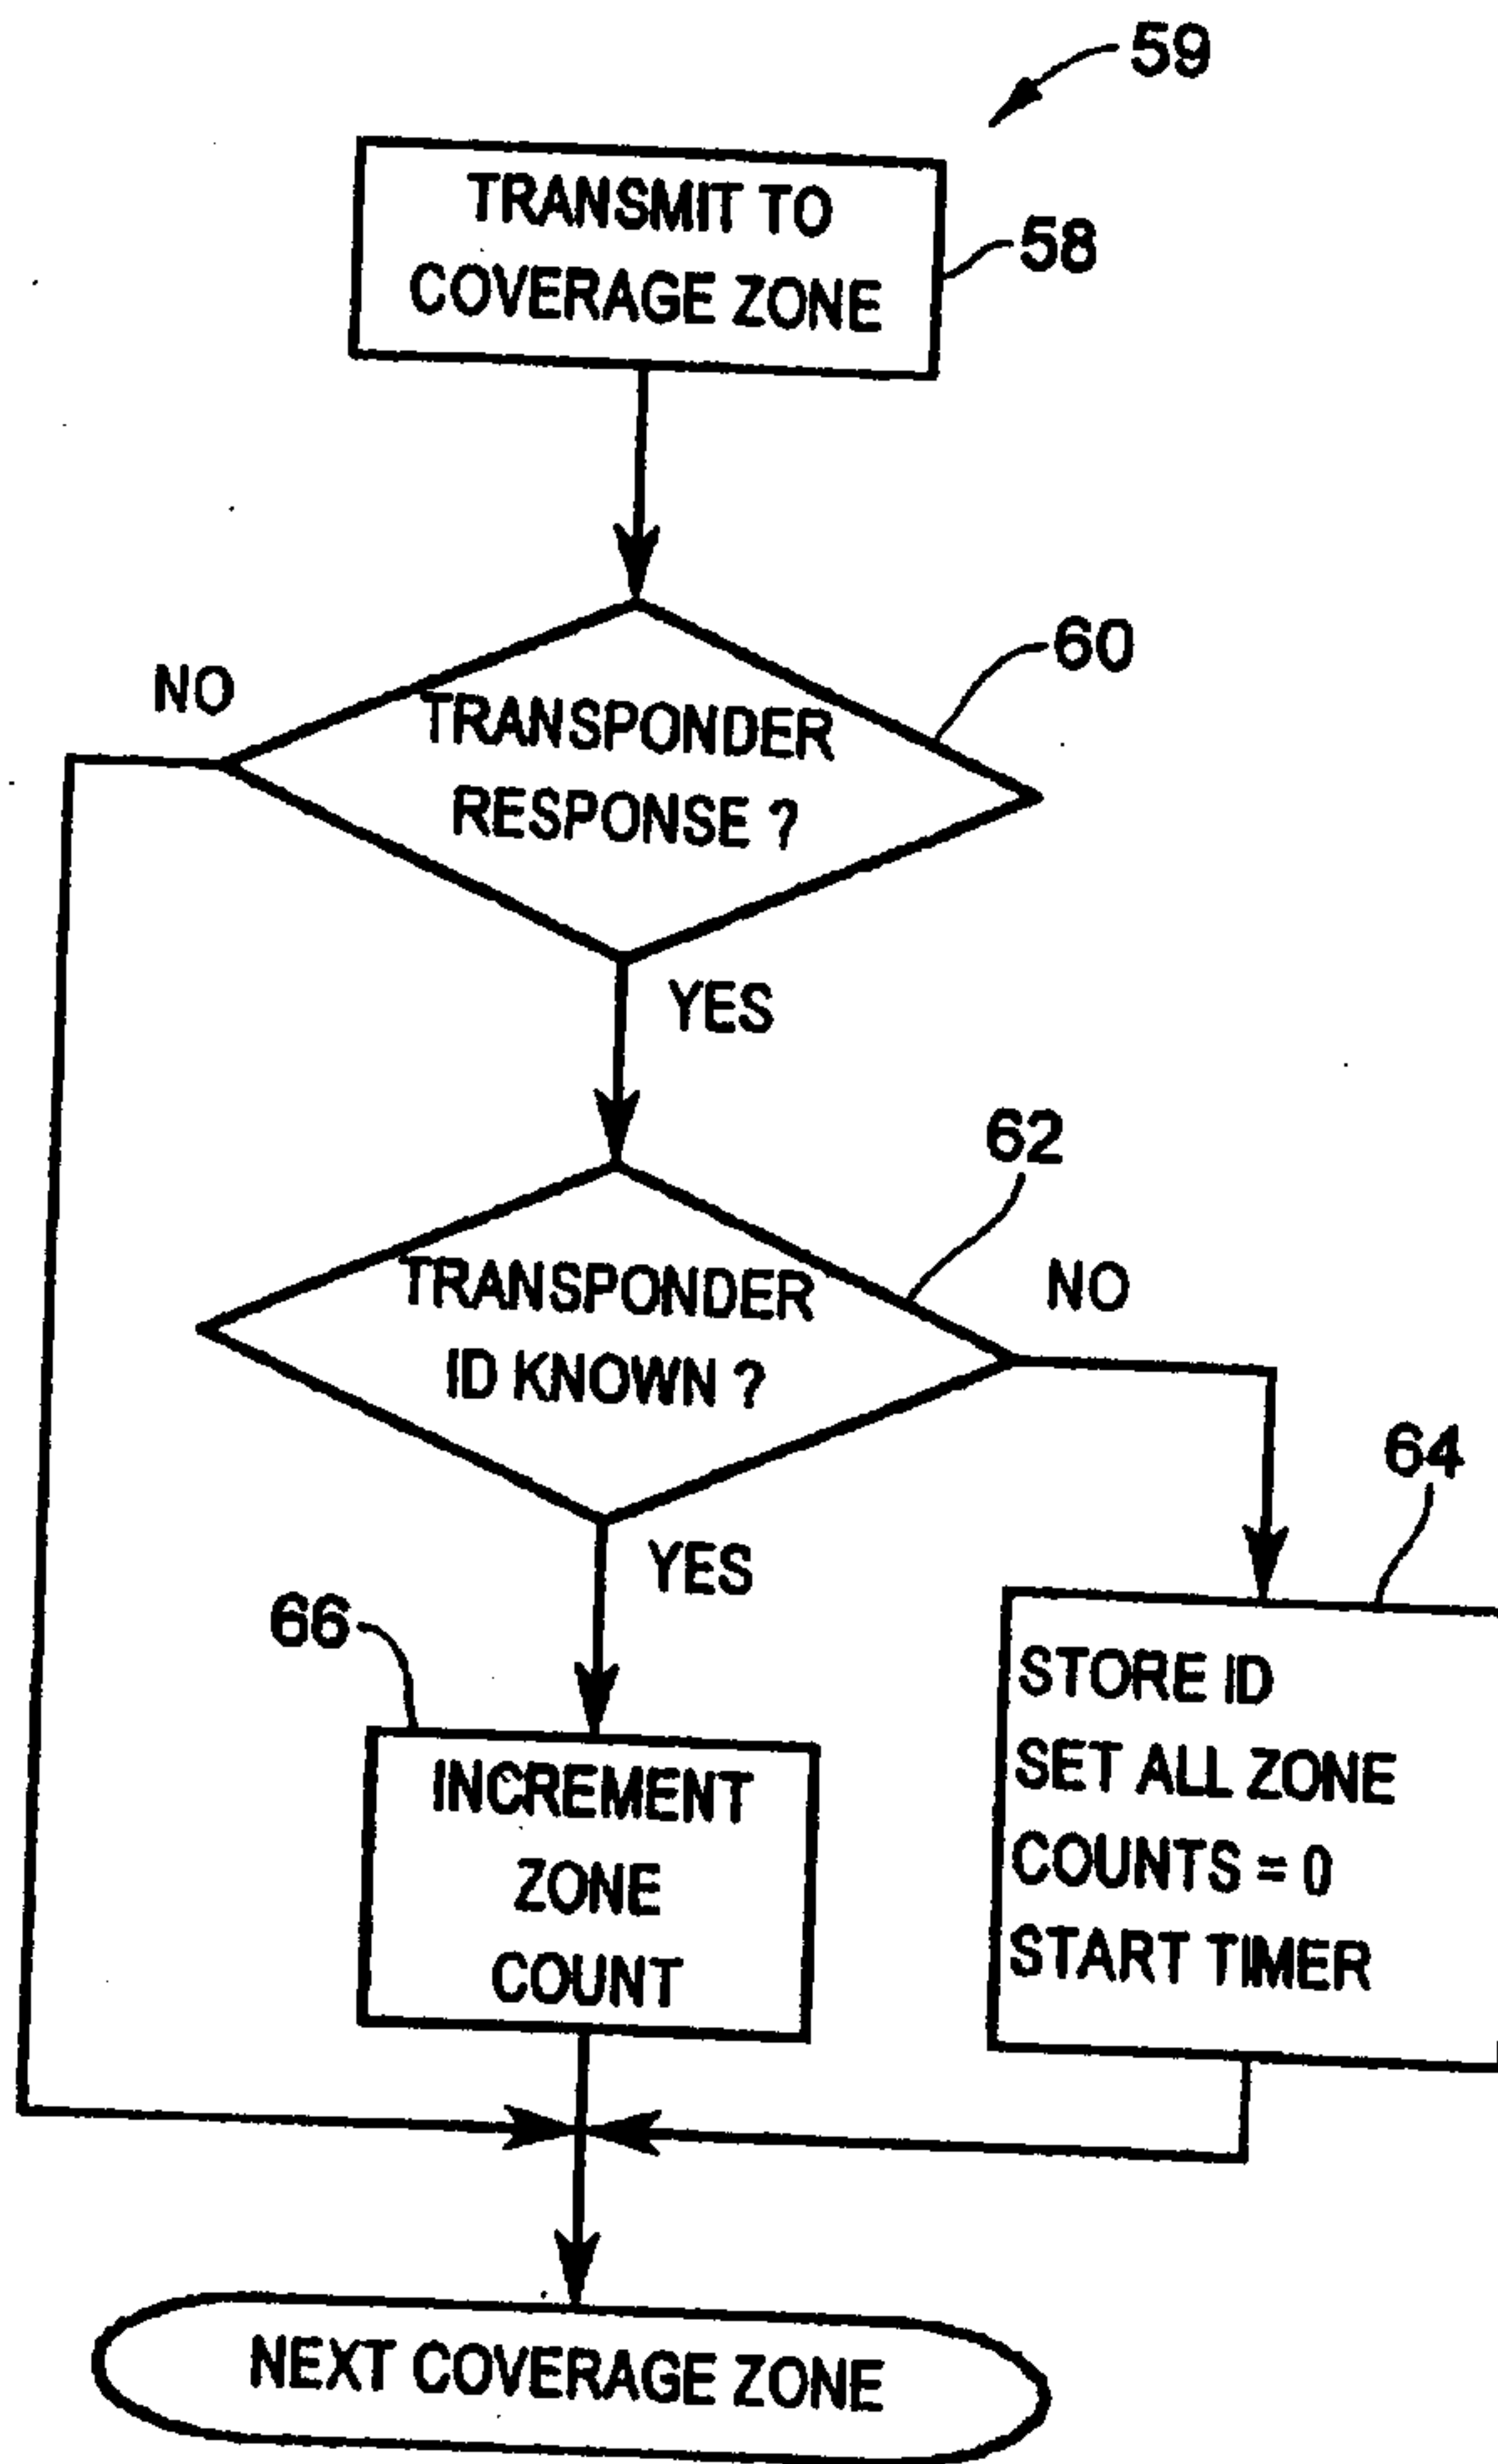 59
TRANSMIT TO
COVERAGE ZONE
58
60
NO
TRANSPONDER
RESPONSE ?
YES
62
TRANSPONDER
ID KNOWN ?
NO
64
YES
66
STORE ID
SET ALL ZONE
COUNTS = 0
START TIMER
INCREMENT
ZONE
COUNT
NEXT COVERAGE ZONE